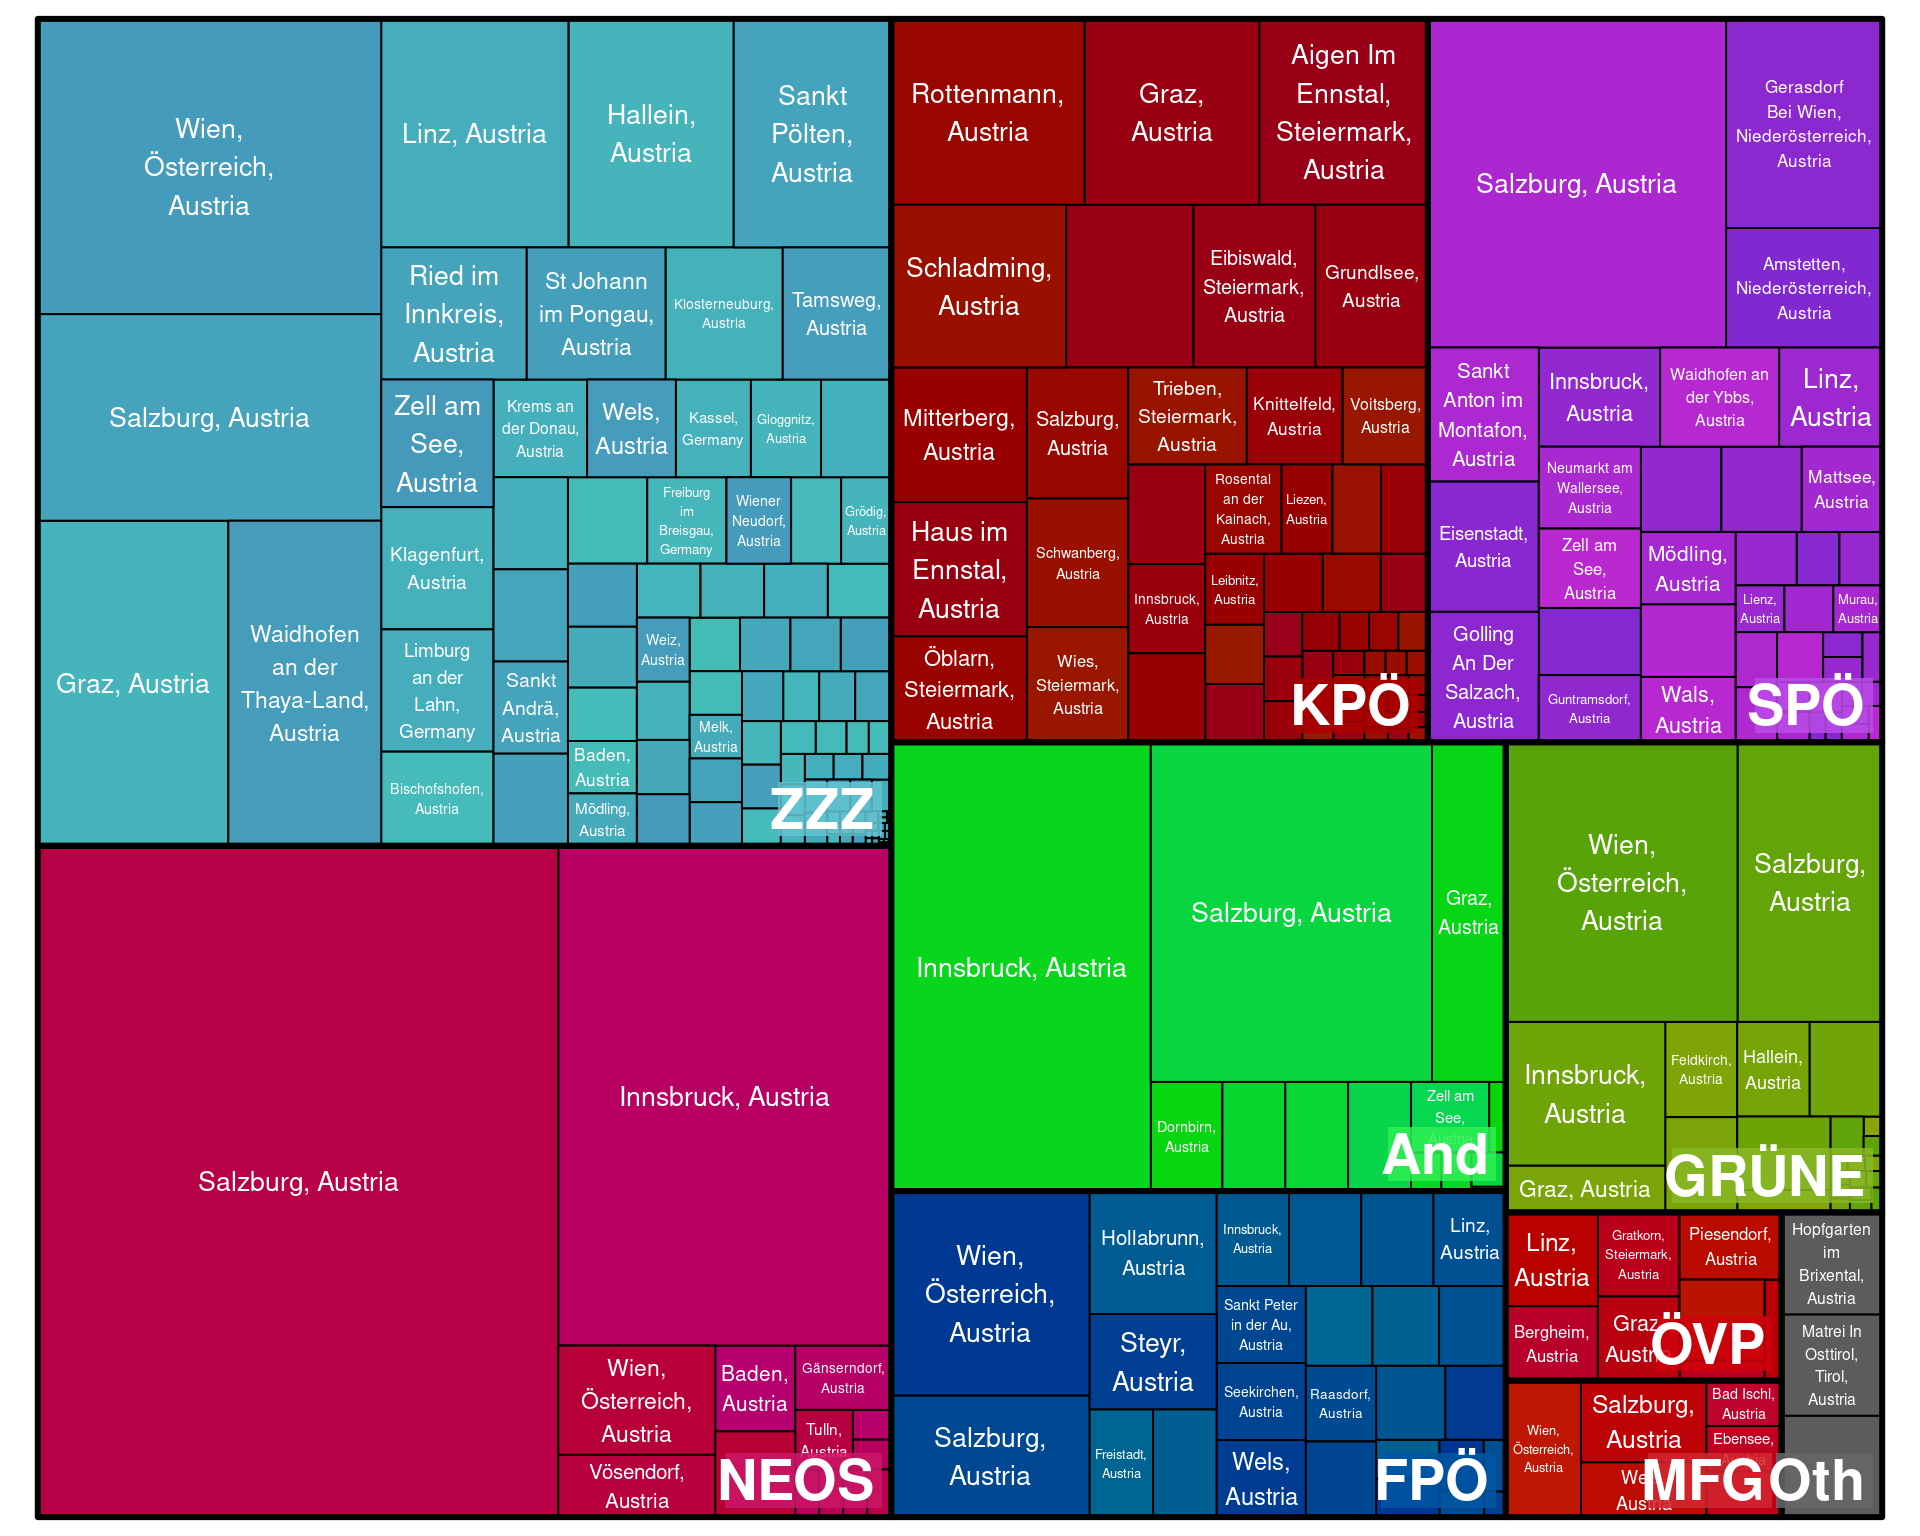 Wien,
Österreich,
Austria
Linz, Austria
Hallein,
Austria
Sankt
Pölten,
Austria
Salzburg, Austria
Graz, Austria
Waidhofen
an der
Thaya-Land,
Austria
Ried im
Innkreis,
Austria
St Johann
im Pongau,
Austria
Klosterneuburg,
Austria
Tamsweg,
Austria
Zell am
See,
Austria
Krems an
der Donau,
Austria
Wels,
Austria
Kassel,
Germany
Gloggnitz,
Austria
Freiburg
im
Breisgau,
Germany
Wiener
Neudorf,
Austria
Grödig,
Austria
Klagenfurt,
Austria
Limburg
an der
Lahn,
Germany
Bischofshofen,
Austria
Sankt
Andrä,
Austria
Weiz,
Austria
Melk,
Austria
Baden,
Austria
Mödling,
Austria
ZZZ
Rottenmann,
Austria
Graz,
Austria
Aigen Im
Ennstal,
Steiermark,
Austria
Schladming,
Austria
Eibiswald,
Steiermark,
Austria
Grundlsee,
Austria
Mitterberg,
Austria
Salzburg,
Austria
Trieben,
Steiermark,
Austria
Knittelfeld,
Austria
Voitsberg,
Austria
Haus im
Ennstal,
Austria
Schwanberg,
Austria
Rosental
an der
Kainach,
Austria
Liezen,
Austria
Innsbruck,
Austria
Leibnitz,
Austria
Öblarn,
Steiermark,
Austria
Wies,
Steiermark,
Austria
KPÖ
Salzburg, Austria
Gerasdorf
Bei Wien,
Niederösterreich,
Austria
Amstetten,
Niederösterreich,
Austria
Sankt
Anton im
Montafon,
Austria
Innsbruck,
Austria
Waidhofen an
der Ybbs,
Austria
Linz,
Austria
Eisenstadt,
Austria
Neumarkt am
Wallersee,
Austria
Mattsee,
Austria
Zell am
See,
Austria
Mödling,
Austria
Lienz,
Austria
Murau,
Austria
Golling
An Der
Salzach,
Austria
Guntramsdorf,
Austria
Wals,
Austria
SPÖ
Salzburg, Austria
Innsbruck, Austria
Wien,
Österreich,
Austria
Baden,
Austria
Gänserndorf,
Austria
Tulln,
Austria
Vösendorf,
Austria
NEOS
Innsbruck, Austria
Salzburg, Austria
Graz,
Austria
Dornbirn,
Austria
Zell am
See,
Austria
And
Wien,
Österreich,
Austria
Salzburg,
Austria
Innsbruck,
Austria
Feldkirch,
Austria
Hallein,
Austria
Graz, Austria
GRÜNE
Wien,
Österreich,
Austria
Hollabrunn,
Austria
Innsbruck,
Austria
Linz,
Austria
Steyr,
Austria
Sankt Peter
in der Au,
Austria
Salzburg,
Austria
Seekirchen,
Austria
Raasdorf,
Austria
Freistadt,
Austria
Wels,
Austria
FPÖ
Linz,
Austria
Gratkorn,
Steiermark,
Austria
Piesendorf,
Austria
Bergheim,
Austria
Graz,
Austria
ÖVP
Wien,
Österreich,
Austria
Salzburg,
Austria
Bad Ischl,
Austria
Ebensee,
Austria
MFG
Hopfgarten
im
Brixental,
Austria
Matrei In
Osttirol,
Tirol,
Austria
Oth